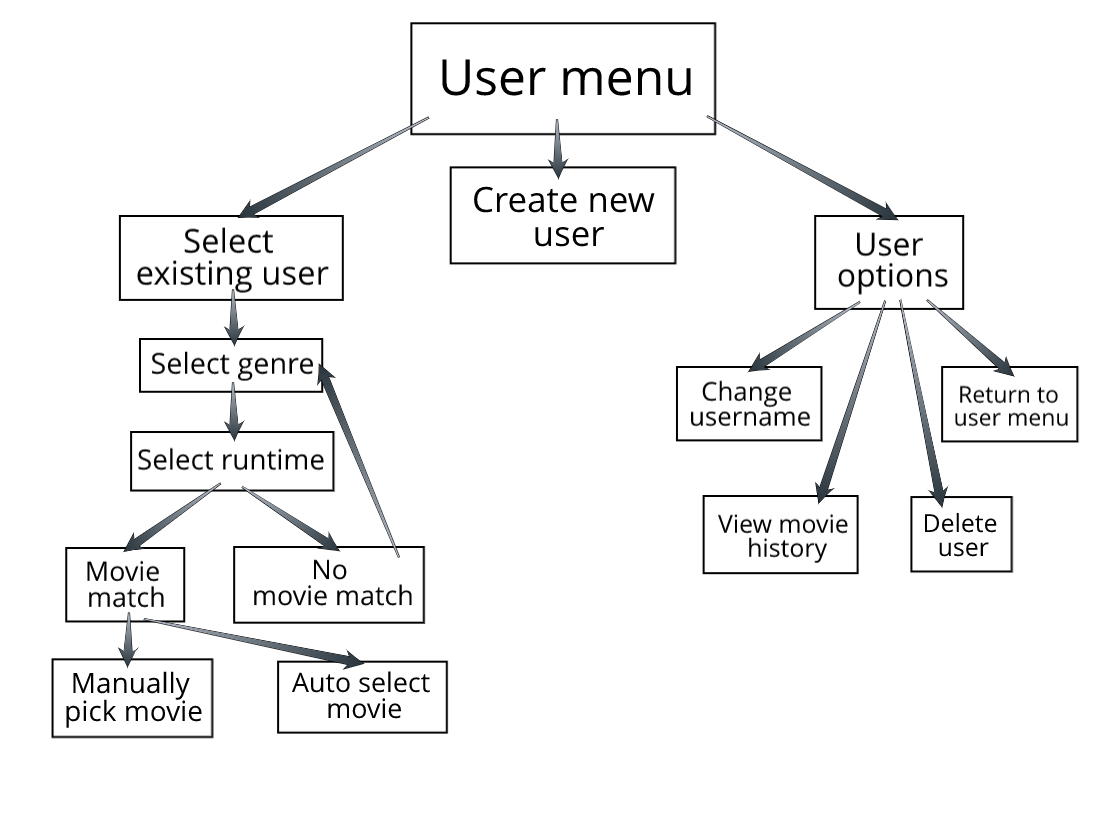 User menu
Create new
user
Select
existing user
User
options
Select genre
Change
username
Return to
user menu
Select runtime
View movie
history
Delete
user
Movie
match
No
movie match
Manually
pick movie
Auto select
movie